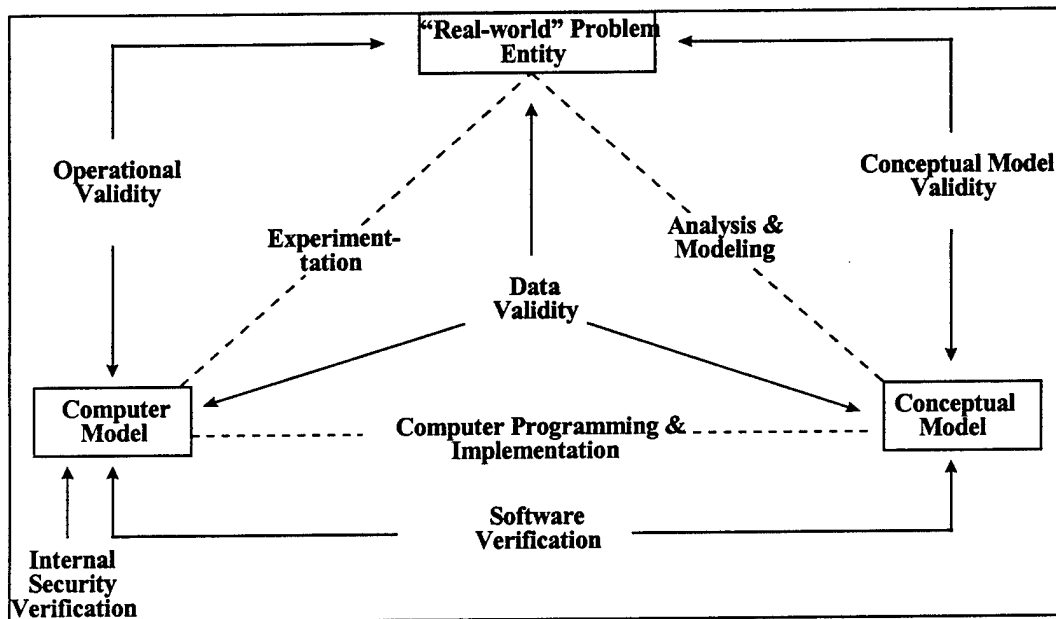 “Real-world” Problem
Entity
Operational
Validity
Conceptual Model
Validity
Experimen-
tation
Analysis &
Modeling
Data
Validity
Computer
Model
Conceptual
Model
Computer Programming &
Implementation
Software
Verification
Internal
Security
Verification